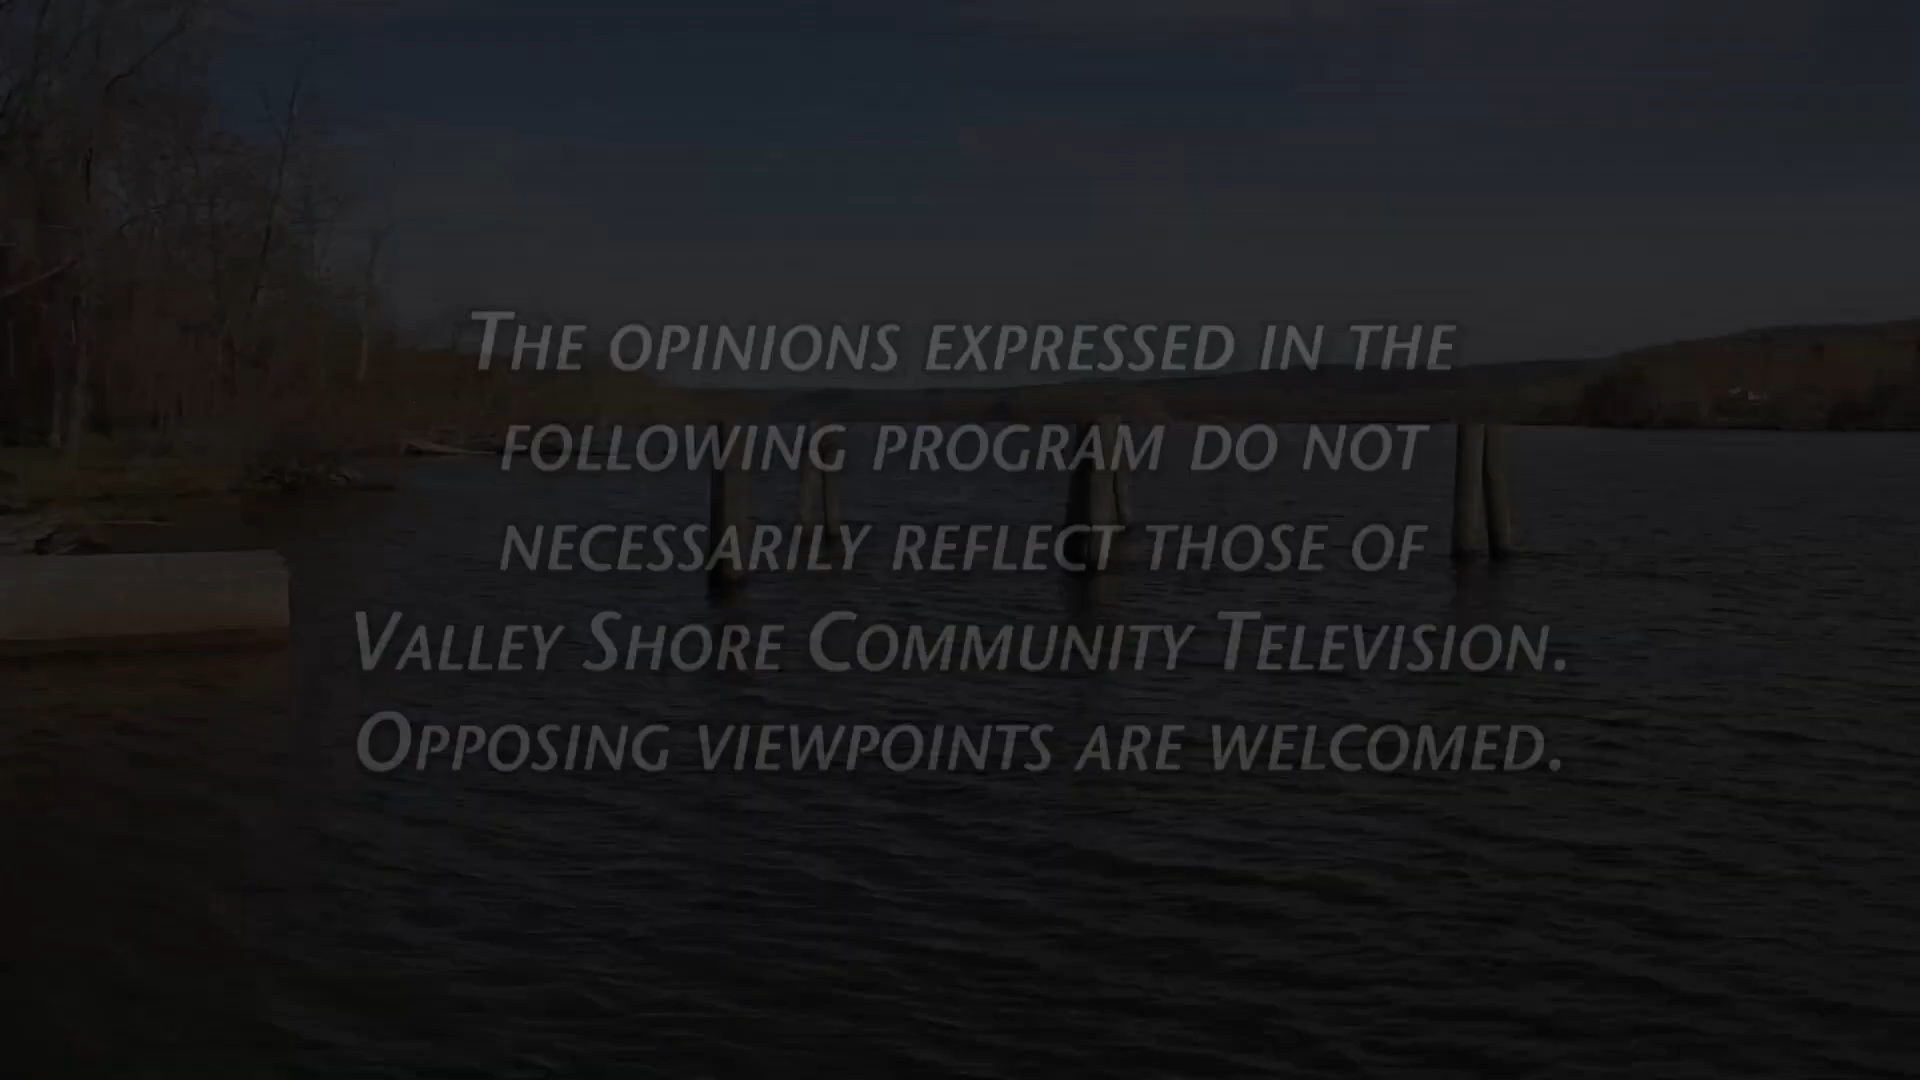 The opinions expressed in the
following program do not
necessarily reflect those of
Valley Shore Community Television.
Opposing viewpoints are welcomed.